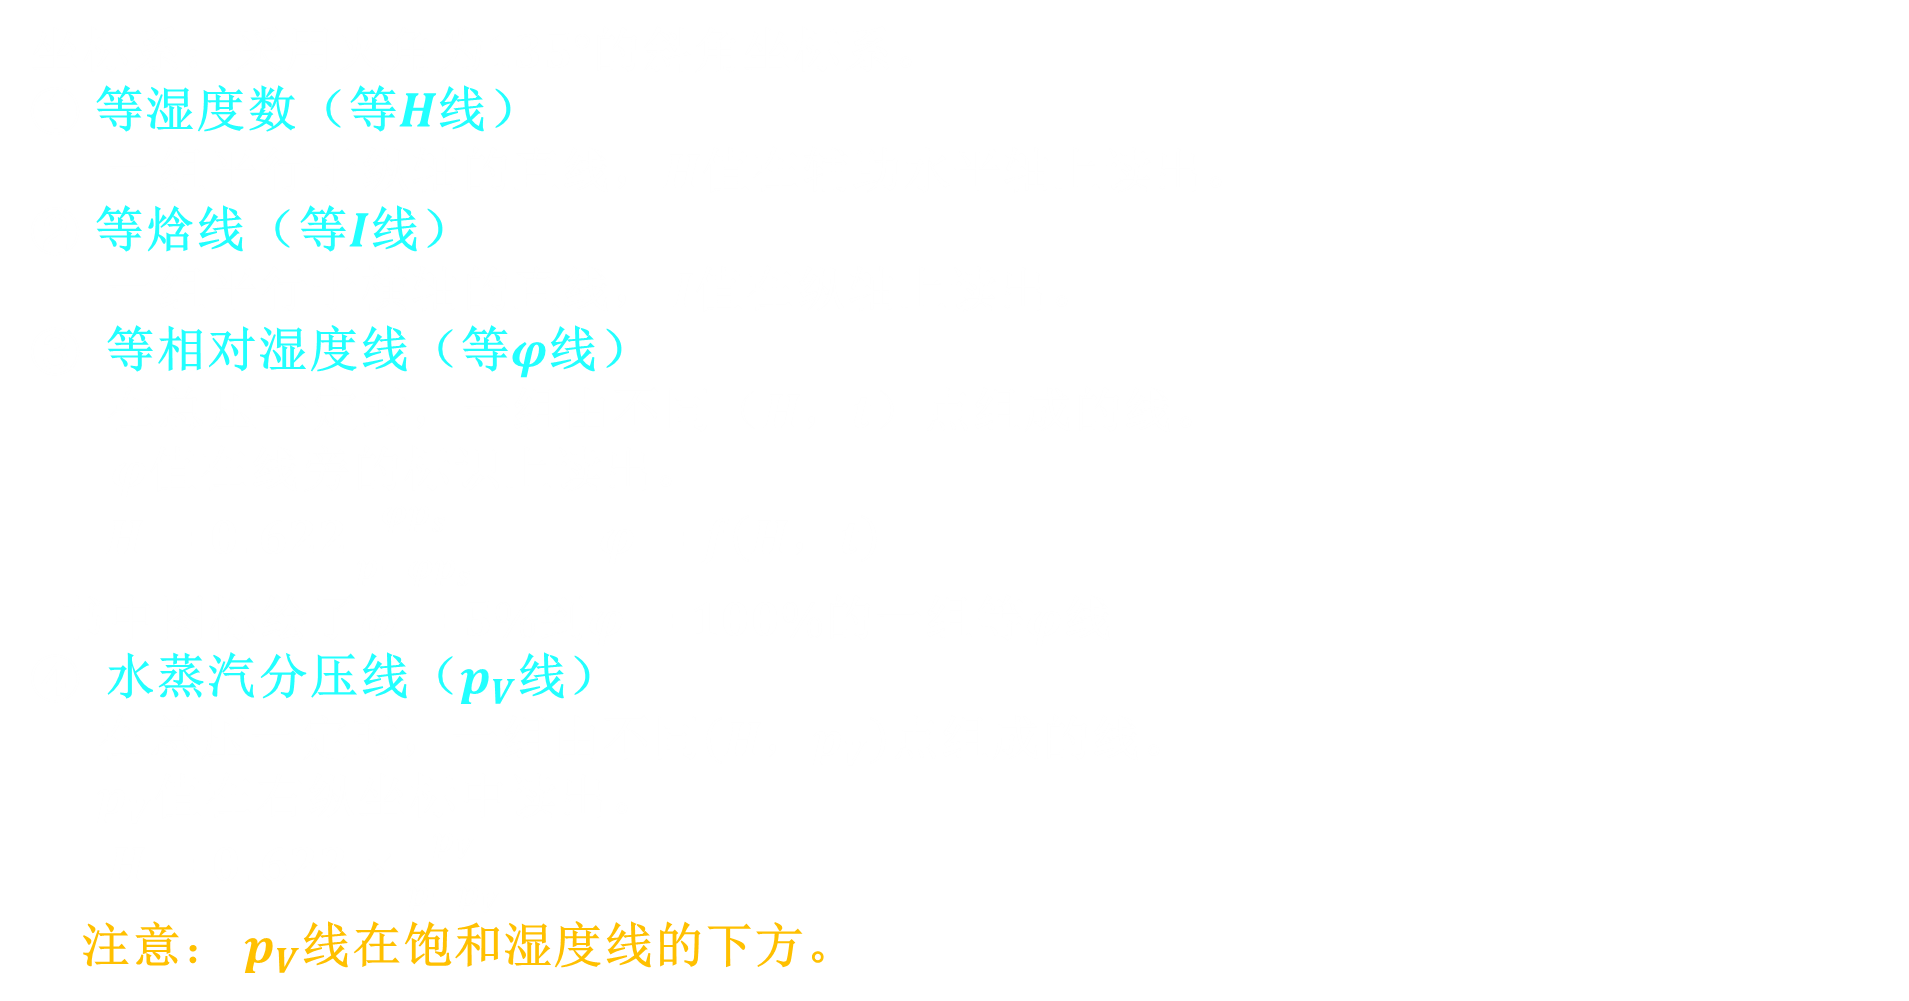 等湿度数（等H线）
等焓线（等I线）
等相对湿度线（等φ线）
水蒸汽分压线（pV线）
注意： pV线在饱和湿度线的下方。